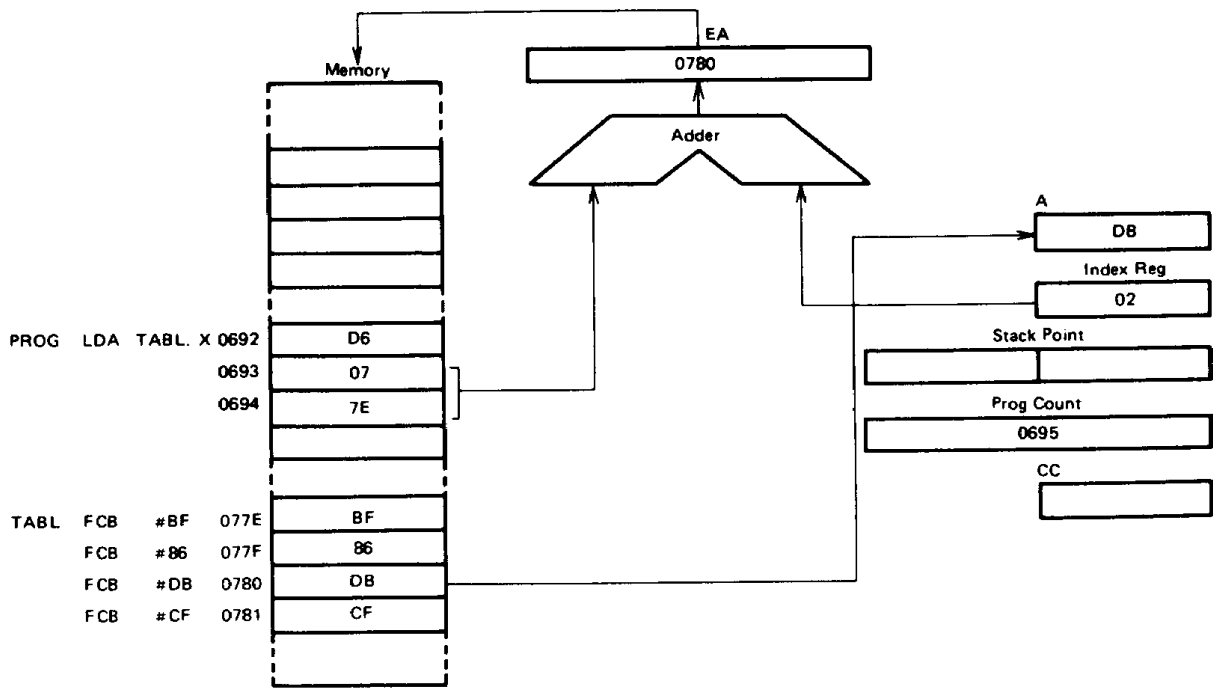 EA
0780
Memory
Adder
A
DB
Index Reg
02
Stack Point
PROG LDA TABL. X 0692 D6
0693 07
0694 7E
Prog Count
0695
CC
TABL FCB #BF 077E BF
FCB #86 077F 86
FCB #DB 0780 DB
FCB #CF 0781 CF